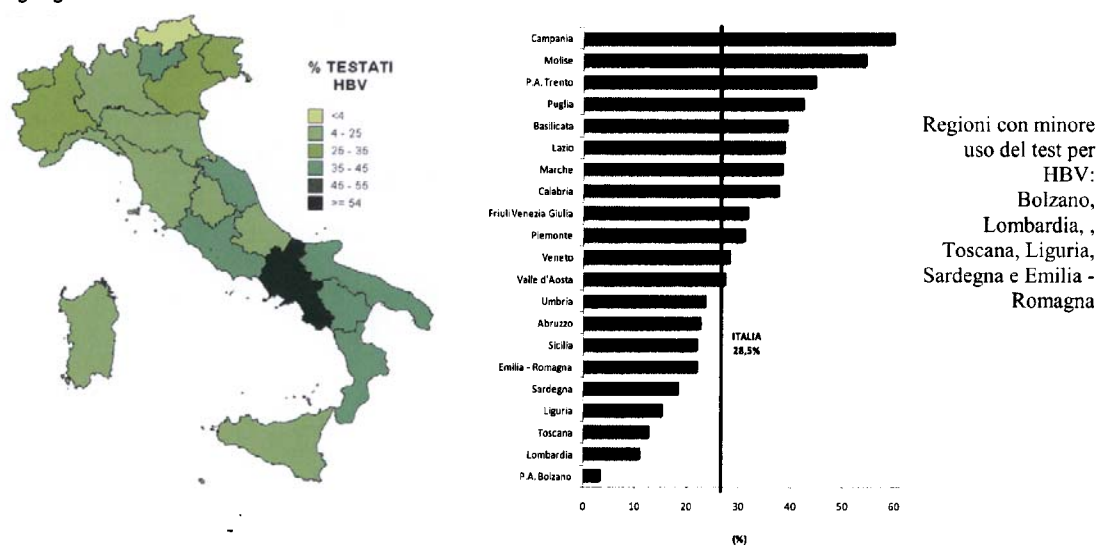 % TESTATI
HBV
<4
4 - 25
25 - 35
35 - 45
45 - 55
>= 54
Campania
Molise
P.A. Trento
Puglia
Basilicata
Lazio
Marche
Calabria
Friuli Venezia Giulia
Piemonte
Veneto
Valle d'Aosta
Umbria
Abruzzo
Sicilia
Emilia - Romagna
Sardegna
Liguria
Toscana
Lombardia
P.A. Bolzano
ITALIA
28,5%
0 10 20 30 40 50 60
(%)
Regioni con minore
uso del test per
HBV:
Bolzano,
Lombardia, ,
Toscana, Liguria,
Sardegna e Emilia -
Romagna